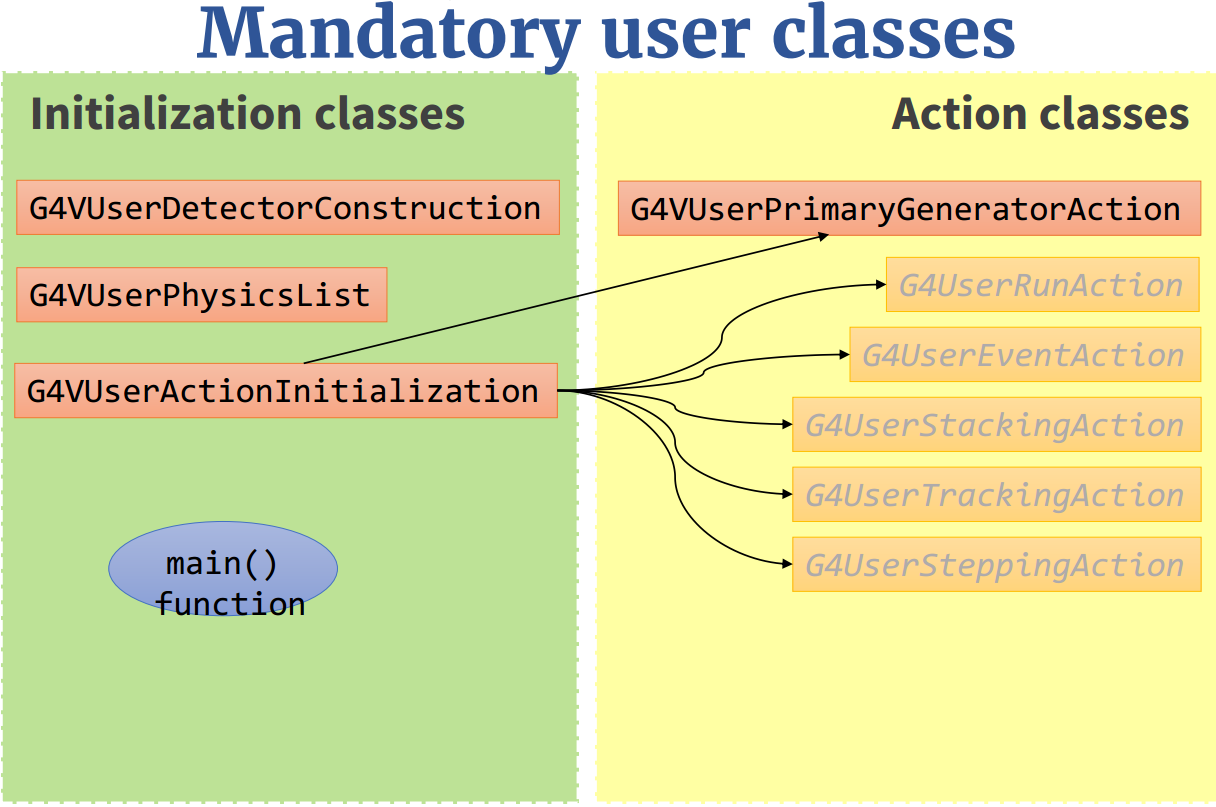 Mandatory user classes
Initialization classes
G4VUserDetectorConstruction
G4VUserPhysicsList
G4VUserActionInitialization
main()
function
Action classes
G4VUserPrimaryGeneratorAction
G4UserRunAction
G4UserEventAction
G4UserStackingAction
G4UserTrackingAction
G4UserSteppingAction